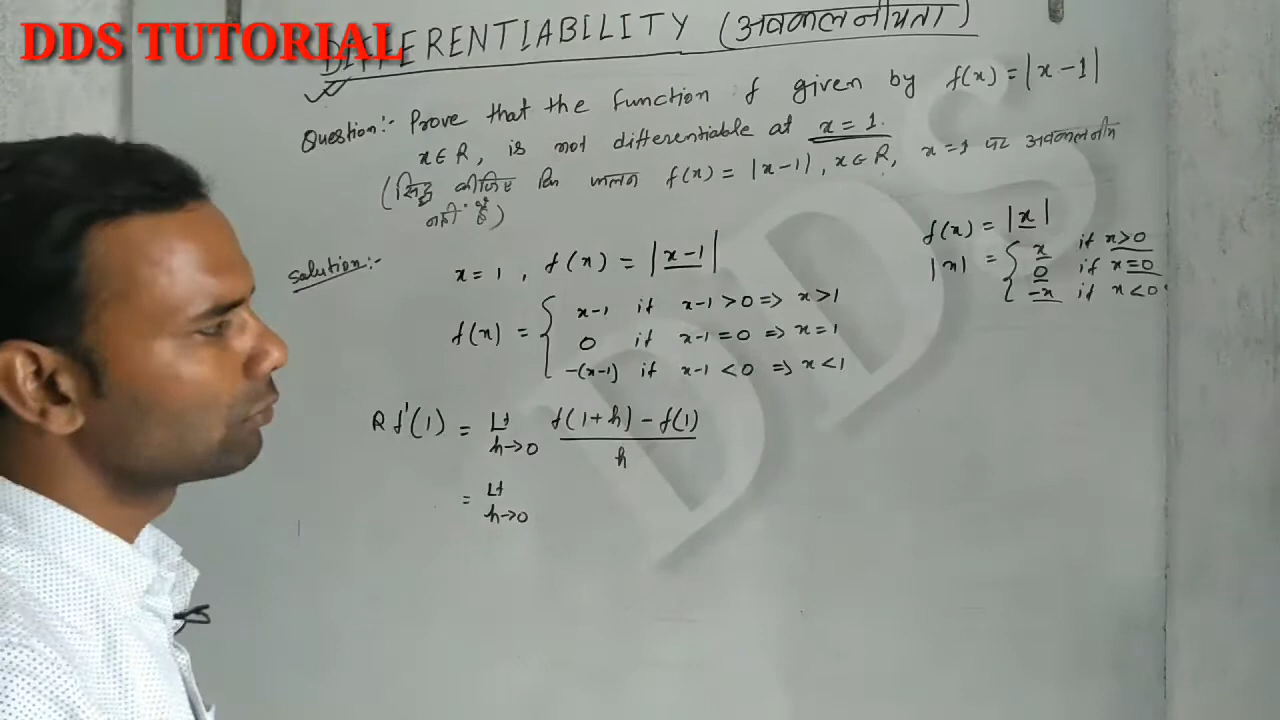 DDS TUTORIAL
DIFFERENTIABILITY (अवकलनीयता)
Question:- Prove that the function f given by f(x) = |x-1|
x∈R, is not differentiable at x=1.
(सिद्ध कीजिए कि फलन f(x) = |x-1|, x∈R, x=1 पर अवकलनीय
नहीं है)
Solution:- x=1, f(x) = |x-1|
f(x) = { x-1 if x-1>0 => x>1
0 if x-1=0 => x=1
-(x-1) if x-1<0 => x<1
f(x) = |x|
|x| = { x if x>0
0 if x=0
-x if x<0
Rf'(1) = Lt h→0 f(1+h)-f(1) / h
= Lt h→0
DDS